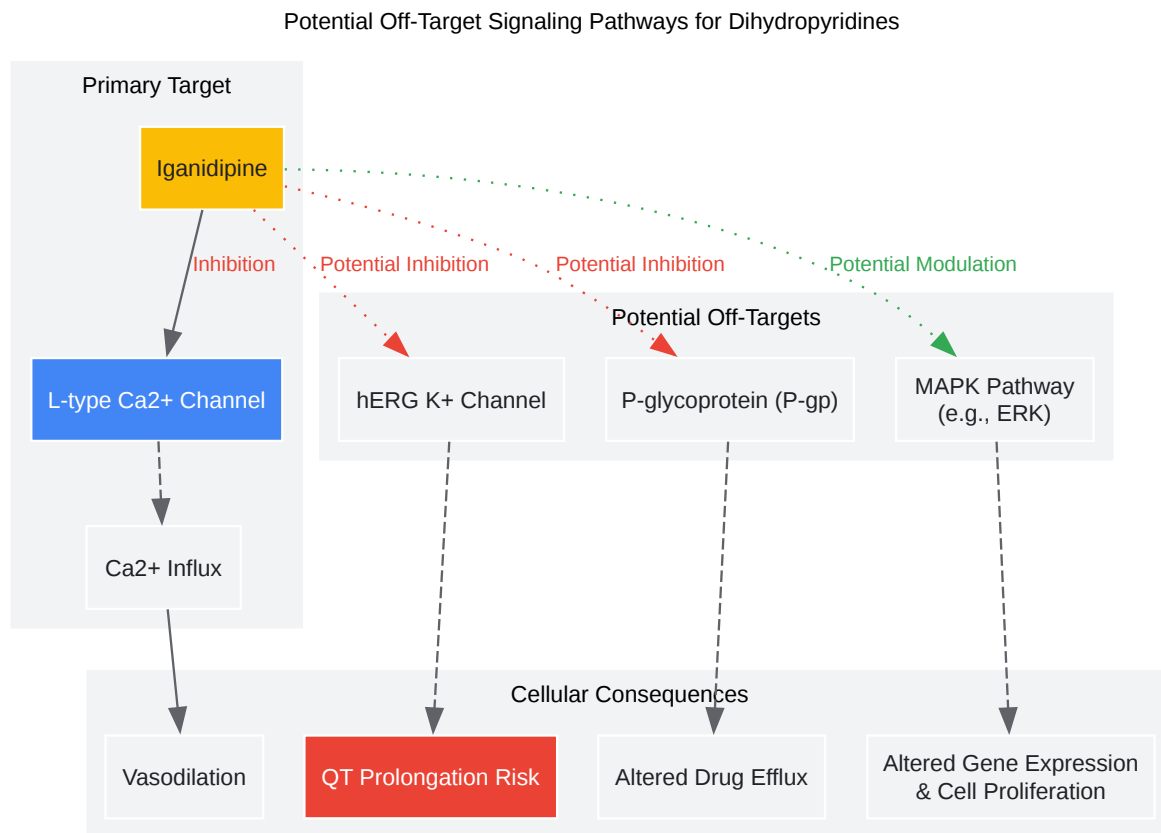 Potential Off-Target Signaling Pathways for Dihydropyridines
Primary Target
Iganidipine
Inhibition
Potential Inhibition
Potential Inhibition
Potential Modulation
Potential Off-Targets
L-type Ca2+ Channel
hERG K+ Channel
P-glycoprotein (P-gp)
MAPK Pathway
(e.g., ERK)
Ca2+ Influx
Cellular Consequences
Vasodilation
QT Prolongation Risk
Altered Drug Efflux
Altered Gene Expression
& Cell Proliferation